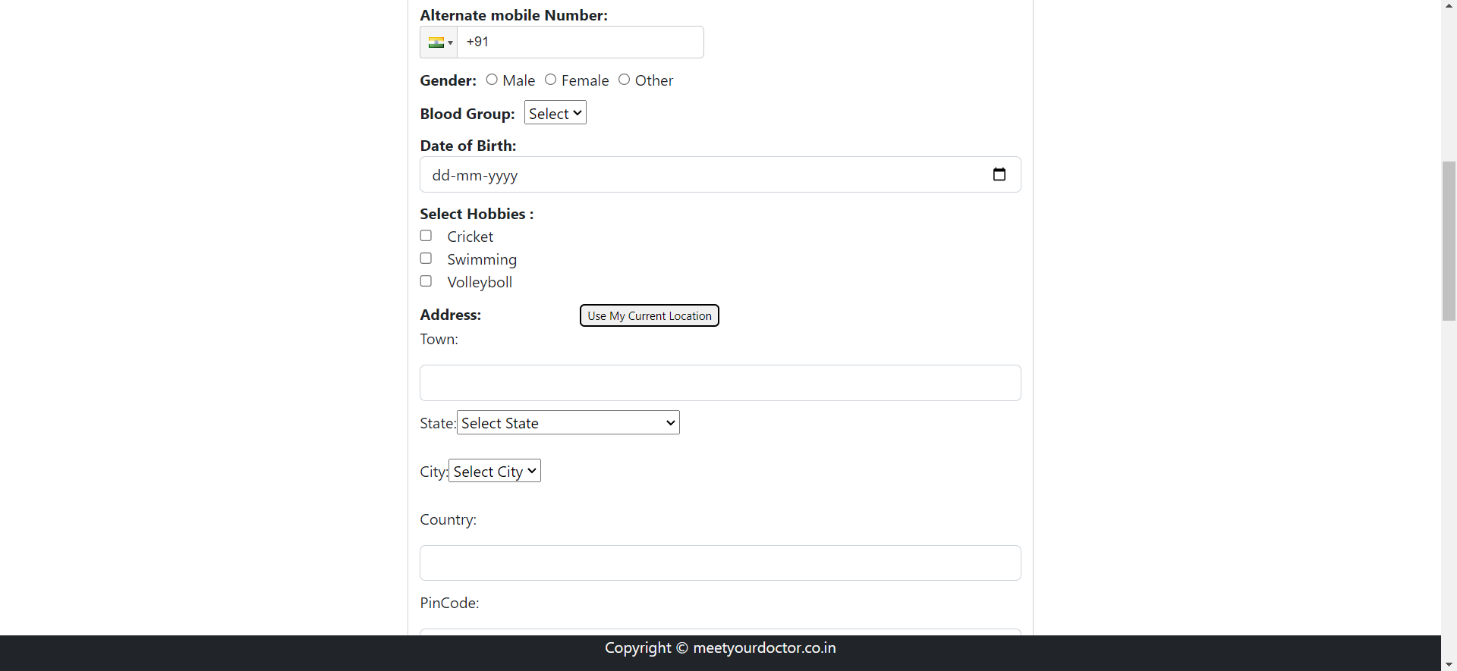 Alternate mobile Number:
+91
Gender: Male Female Other
Blood Group: Select
Date of Birth:
dd-mm-yyyy
Select Hobbies :
Cricket
Swimming
Volleyboll
Address: Use My Current Location
Town:
State: Select State
City: Select City
Country:
PinCode:
Copyright © meetyourdoctor.co.in